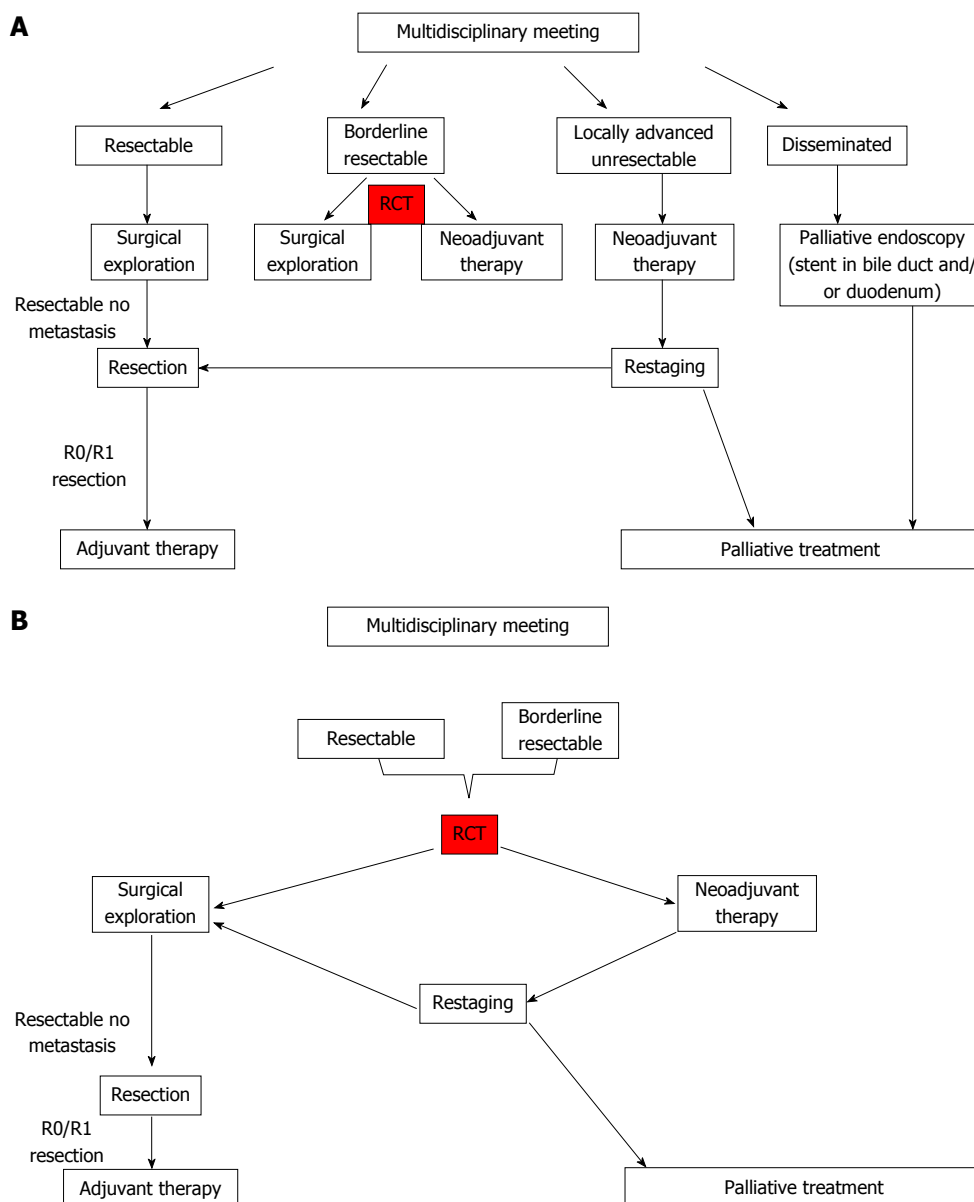 A
Multidisciplinary meeting
Resectable
Borderline
resectable
Locally advanced
unresectable
Disseminated
RCT
Surgical
exploration
Surgical
exploration
Neoadjuvant
therapy
Neoadjuvant
therapy
Palliative endoscopy
(stent in bile duct and/
or duodenum)
Resectable no
metastasis
Resection
Restaging
R0/R1
resection
Adjuvant therapy
Palliative treatment
B
Multidisciplinary meeting
Resectable
Borderline
resectable
RCT
Surgical
exploration
Neoadjuvant
therapy
Restaging
Resectable no
metastasis
Resection
R0/R1
resection
Adjuvant therapy
Palliative treatment